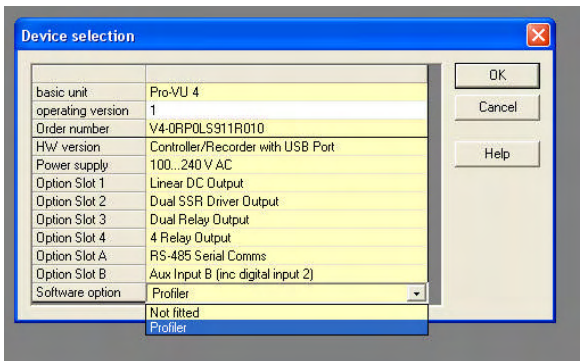 Device selection
OK
basic unit Pro-VU 4
operating version 1
Cancel
Order number V4-0RP0LS911R010
HW version Controller/Recorder with USB Port
Help
Power supply 100...240 V AC
Option Slot 1 Linear DC Output
Option Slot 2 Dual SSR Driver Output
Option Slot 3 Dual Relay Output
Option Slot 4 4 Relay Output
Option Slot A RS-485 Serial Comms
Option Slot B Aux Input B (inc digital input 2)
Software option Profiler
Not fitted
Profiler